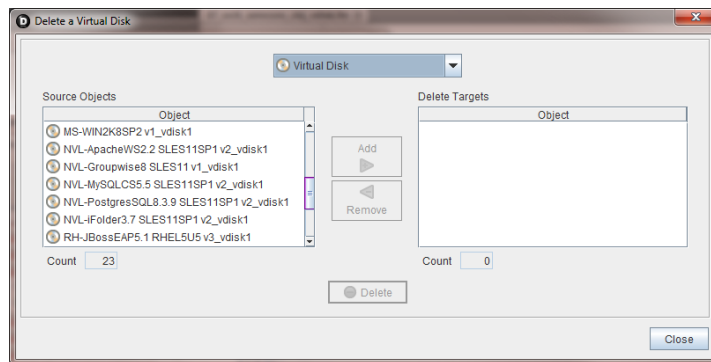 Delete a Virtual Disk
Virtual Disk
Source Objects
Object
MS-WIN2K8SP2 v1_vdisk1
NVL-ApacheWS2.2 SLES11SP1 v2_vdisk1
NVL-Groupwise8 SLES11 v1_vdisk1
NVL-MySQLCS5.5 SLES11SP1 v2_vdisk1
NVL-PostgresSQL8.3.9 SLES11SP1 v2_vdisk1
NVL-iFolder3.7 SLES11SP1 v2_vdisk1
RH-JBossEAP5.1 RHEL5U5 v3_vdisk1
Count 23
Add
Remove
Delete Targets
Object
Count 0
Delete
Close